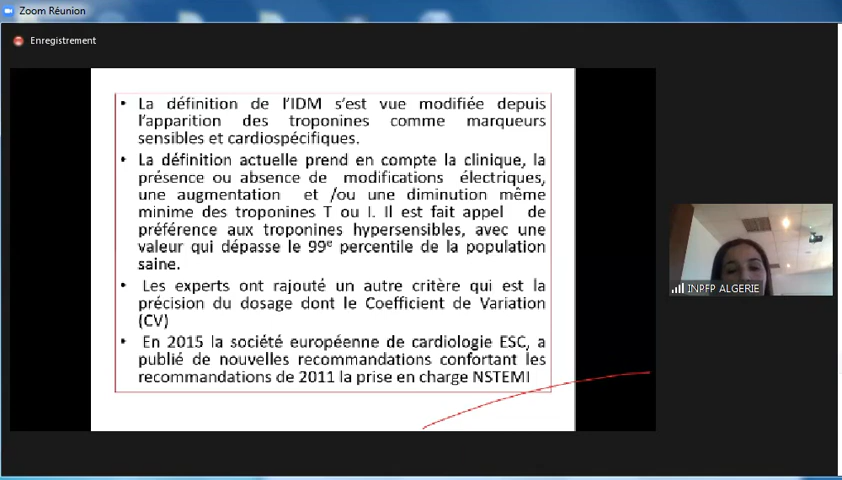 Zoom Réunion
Enregistrement
• La définition de l'IDM s'est vue modifiée depuis
l'apparition des troponines comme marqueurs
sensibles et cardiospécifiques.
• La définition actuelle prend en compte la clinique, la
présence ou absence de modifications électriques,
une augmentation et /ou une diminution même
minime des troponines T ou I. Il est fait appel de
préférence aux troponines hypersensibles, avec une
valeur qui dépasse le 99e percentile de la population
saine.
• Les experts ont rajouté un autre critère qui est la
précision du dosage dont le Coefficient de Variation
(CV)
• En 2015 la société européenne de cardiologie ESC, a
publié de nouvelles recommandations confortant les
recommandations de 2011 la prise en charge NSTEMI
INPFP ALGERIE